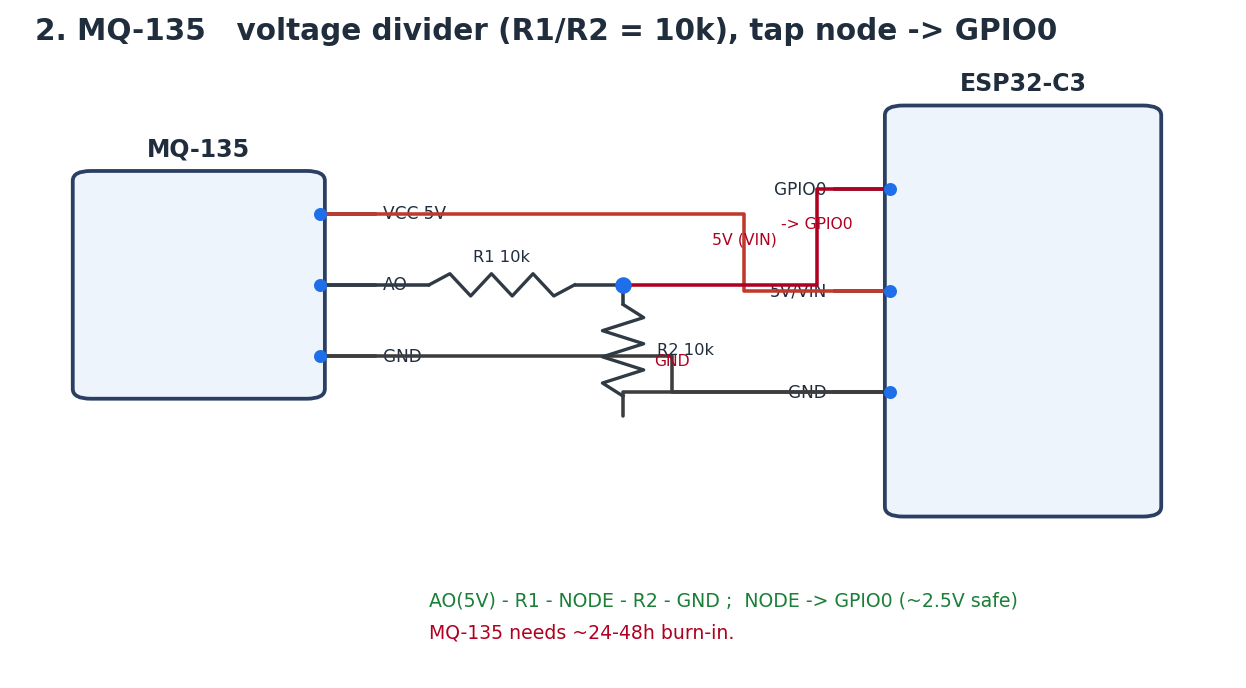 2. MQ-135   voltage divider (R1/R2 = 10k), tap node -> GPIO0
ESP32-C3
MQ-135
GPIO0
VCC 5V
-> GPIO0
5V (VIN)
R1 10k
AO
5V/VIN
R2 10k
GND
GND
GND
AO(5V) - R1 - NODE - R2 - GND ;  NODE -> GPIO0 (~2.5V safe)
MQ-135 needs ~24-48h burn-in.